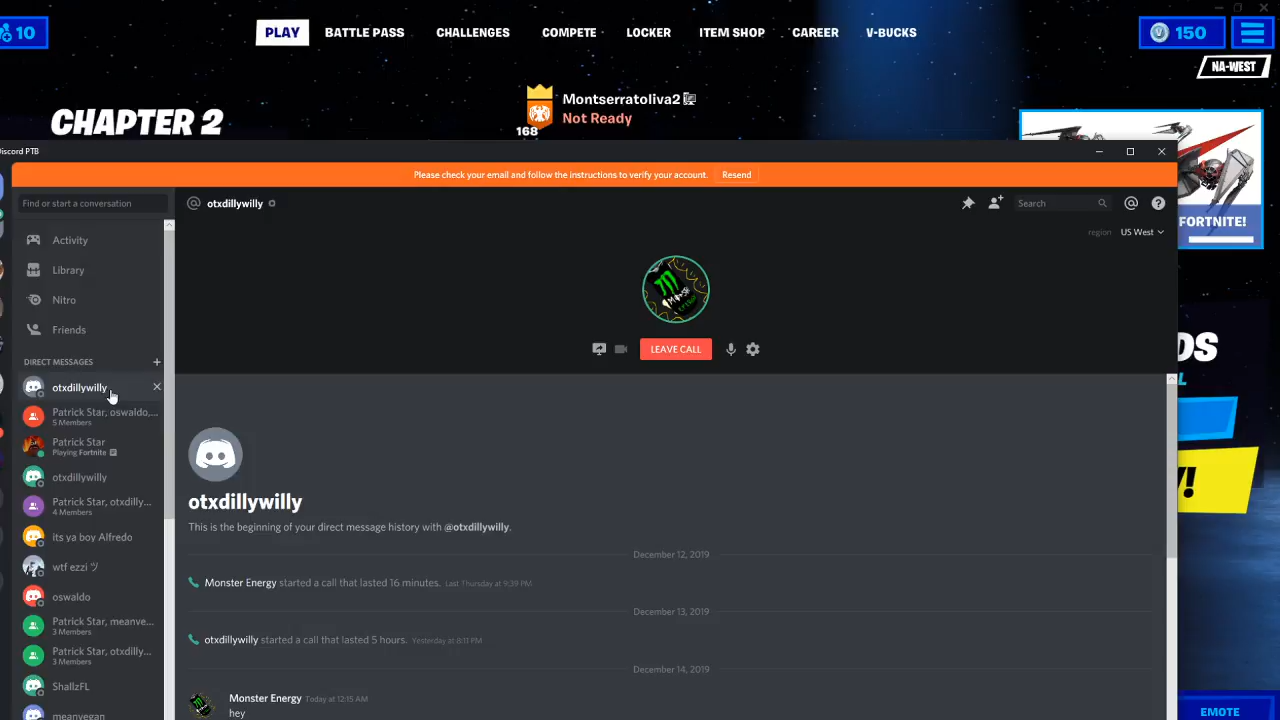 10
PLAY
BATTLE PASS
CHALLENGES
COMPETE
LOCKER
ITEM SHOP
CAREER
V-BUCKS
150
NA-WEST
CHAPTER 2
168
Montserratoliva2
Not Ready
FORTNITE!
iscord PTB
Please check your email and follow the instructions to verify your account.
Resend
Find or start a conversation
Activity
Library
Nitro
Friends
DIRECT MESSAGES
otxdillywilly
Patrick Star, oswaldo,...
5 Members
Patrick Star
Playing Fortnite
otxdillywilly
Patrick Star, otxdilly...
4 Members
its ya boy Alfredo
wtf ezzi ツ
oswaldo
Patrick Star, meanve...
3 Members
Patrick Star, otxdilly...
3 Members
ShallzFL
meanvegan
otxdillywilly
Search
region
US West
LEAVE CALL
otxdillywilly
This is the beginning of your direct message history with @otxdillywilly.
December 12, 2019
Monster Energy started a call that lasted 16 minutes. Last Thursday at 9:39 PM
December 13, 2019
otxdillywilly started a call that lasted 5 hours. Yesterday at 8:11 PM
December 14, 2019
Monster Energy Today at 12:15 AM
hey
DS
L
Y!
EMOTE